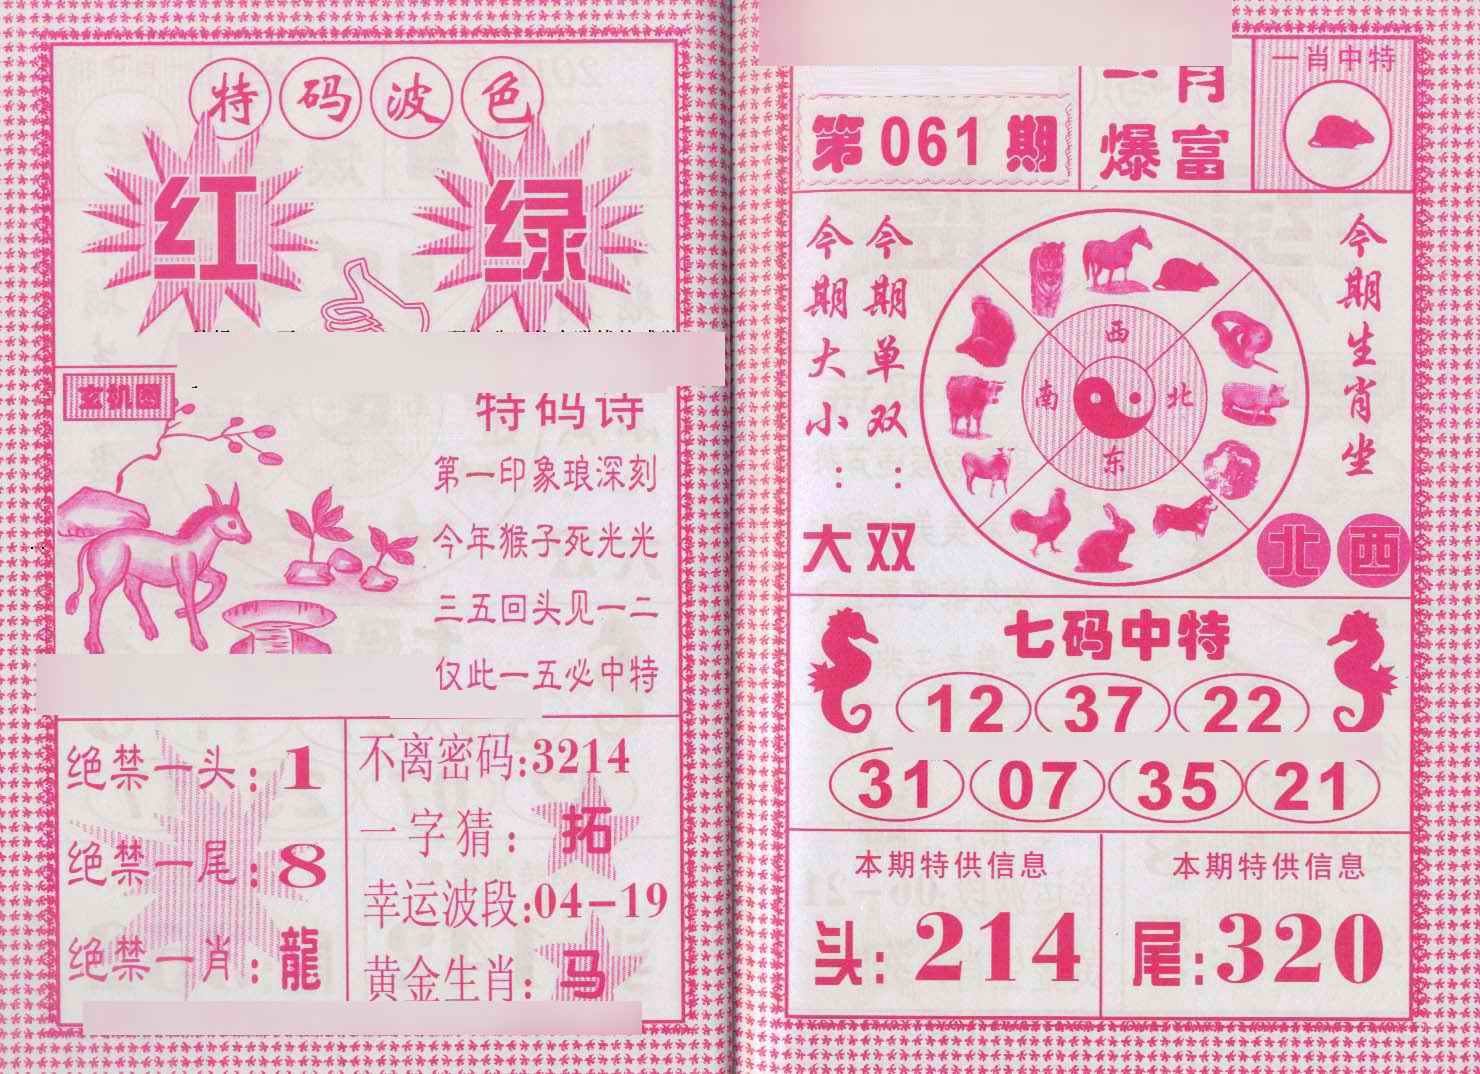 特码波色
红 绿
玄机图
特码诗
第一印象琅深刻
今年猴子死光光
三五回头见一二
仅此一五必中特
绝禁一头:1
绝禁一尾:8
绝禁一肖:龍
不离密码:3214
一字猜:拓
幸运波段:04-19
黄金生肖:马
第061期
一肖
爆富
一肖中特
今期大小:大
今期单双:双
西
南 北
东
今期生肖坐
北西
七码中特
12 37 22
31 07 35 21
本期特供信息
头:214
本期特供信息
尾:320